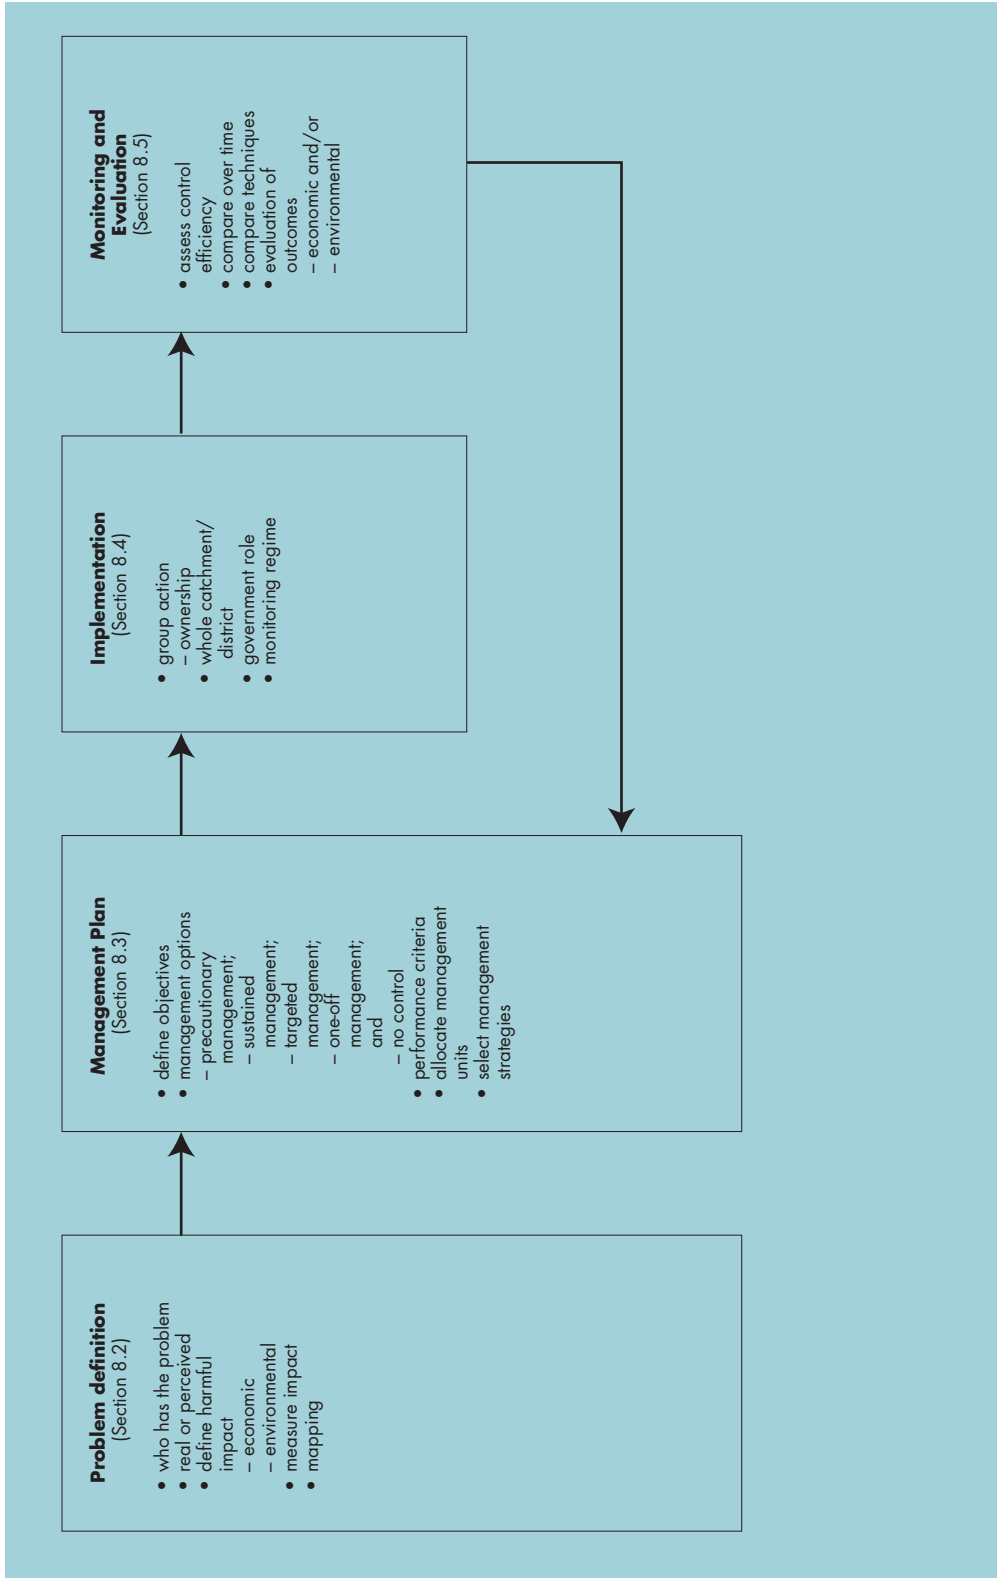 Problem definition
(Section 8.2)
• who has the problem
• real or perceived
• define harmful
impact
– economic
– environmental
• measure impact
• mapping
Management Plan
(Section 8.3)
• define objectives
• management options
– precautionary
management;
– sustained
management;
– targeted
management;
– one-off
management;
and
– no control
• performance criteria
• allocate management
units
• select management
strategies
Implementation
(Section 8.4)
• group action
– ownership
• whole catchment/
district
• government role
• monitoring regime
Monitoring and
Evaluation
(Section 8.5)
• assess control
efficiency
• compare over time
• compare techniques
• evaluation of
outcomes
– economic and/or
– environmental